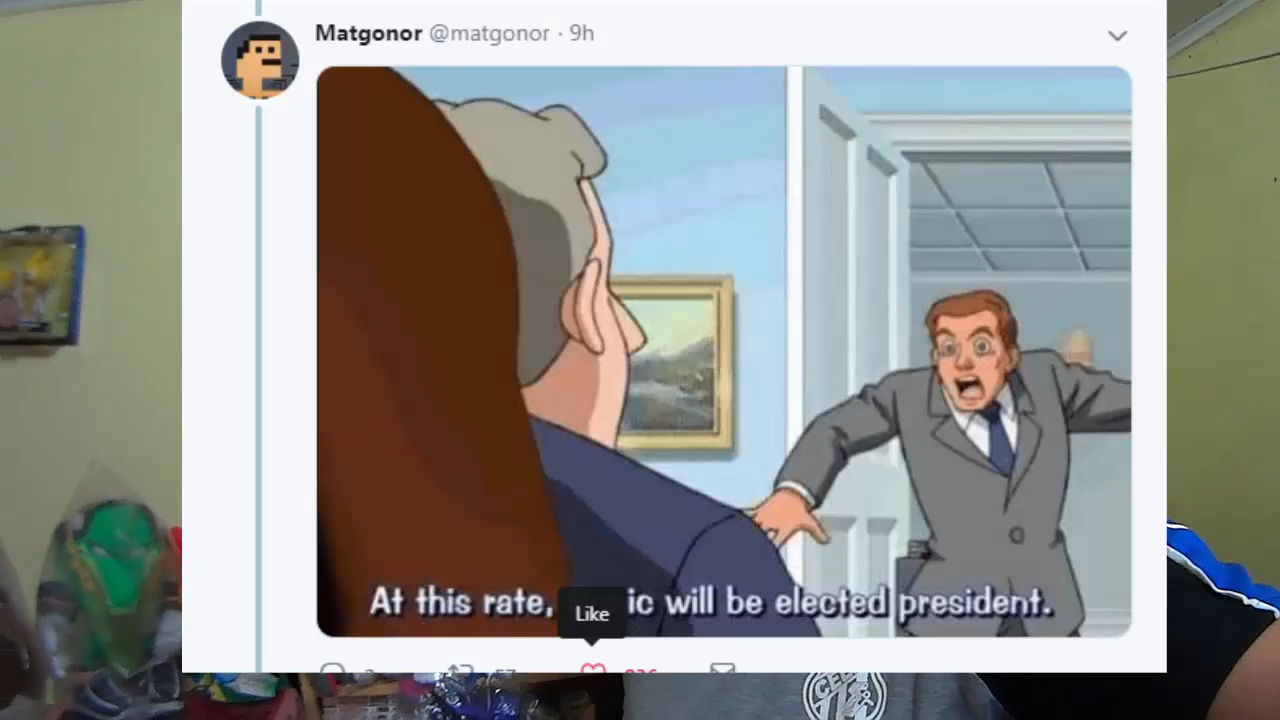 Matgonor @matgonor · 9h
At this rate, ic will be elected president.
Like